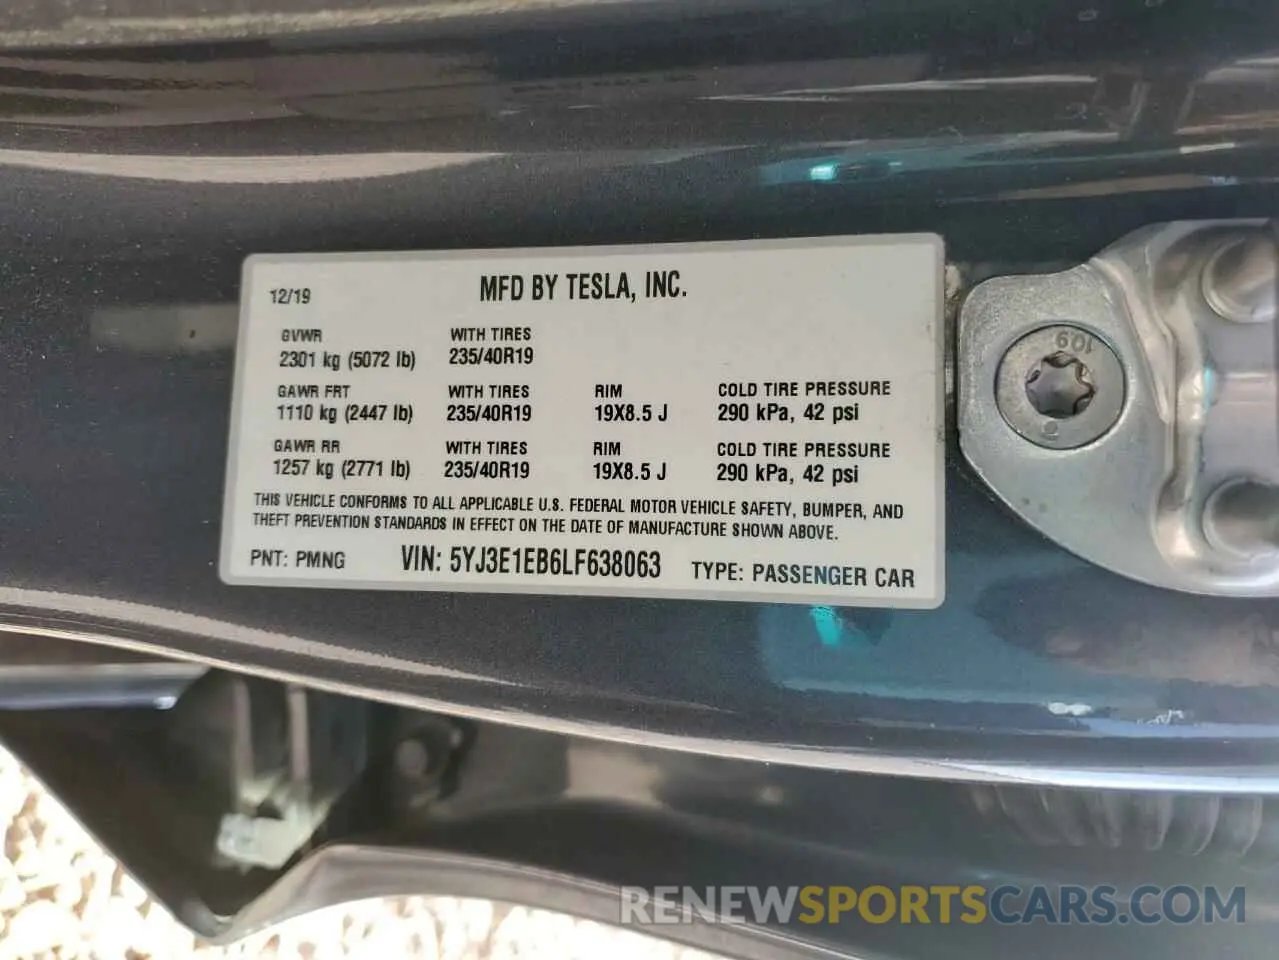 12/19 MFD BY TESLA, INC.
GVWR WITH TIRES
2301 kg (5072 lb) 235/40R19
GAWR FRT WITH TIRES RIM COLD TIRE PRESSURE
1110 kg (2447 lb) 235/40R19 19X8.5 J 290 kPa, 42 psi
GAWR RR WITH TIRES RIM COLD TIRE PRESSURE
1257 kg (2771 lb) 235/40R19 19X8.5 J 290 kPa, 42 psi
THIS VEHICLE CONFORMS TO ALL APPLICABLE U.S. FEDERAL MOTOR VEHICLE SAFETY, BUMPER, AND
THEFT PREVENTION STANDARDS IN EFFECT ON THE DATE OF MANUFACTURE SHOWN ABOVE.
PNT: PMNG VIN: 5YJ3E1EB6LF638063 TYPE: PASSENGER CAR
10.9
RENEWSPORTSCARS.COM